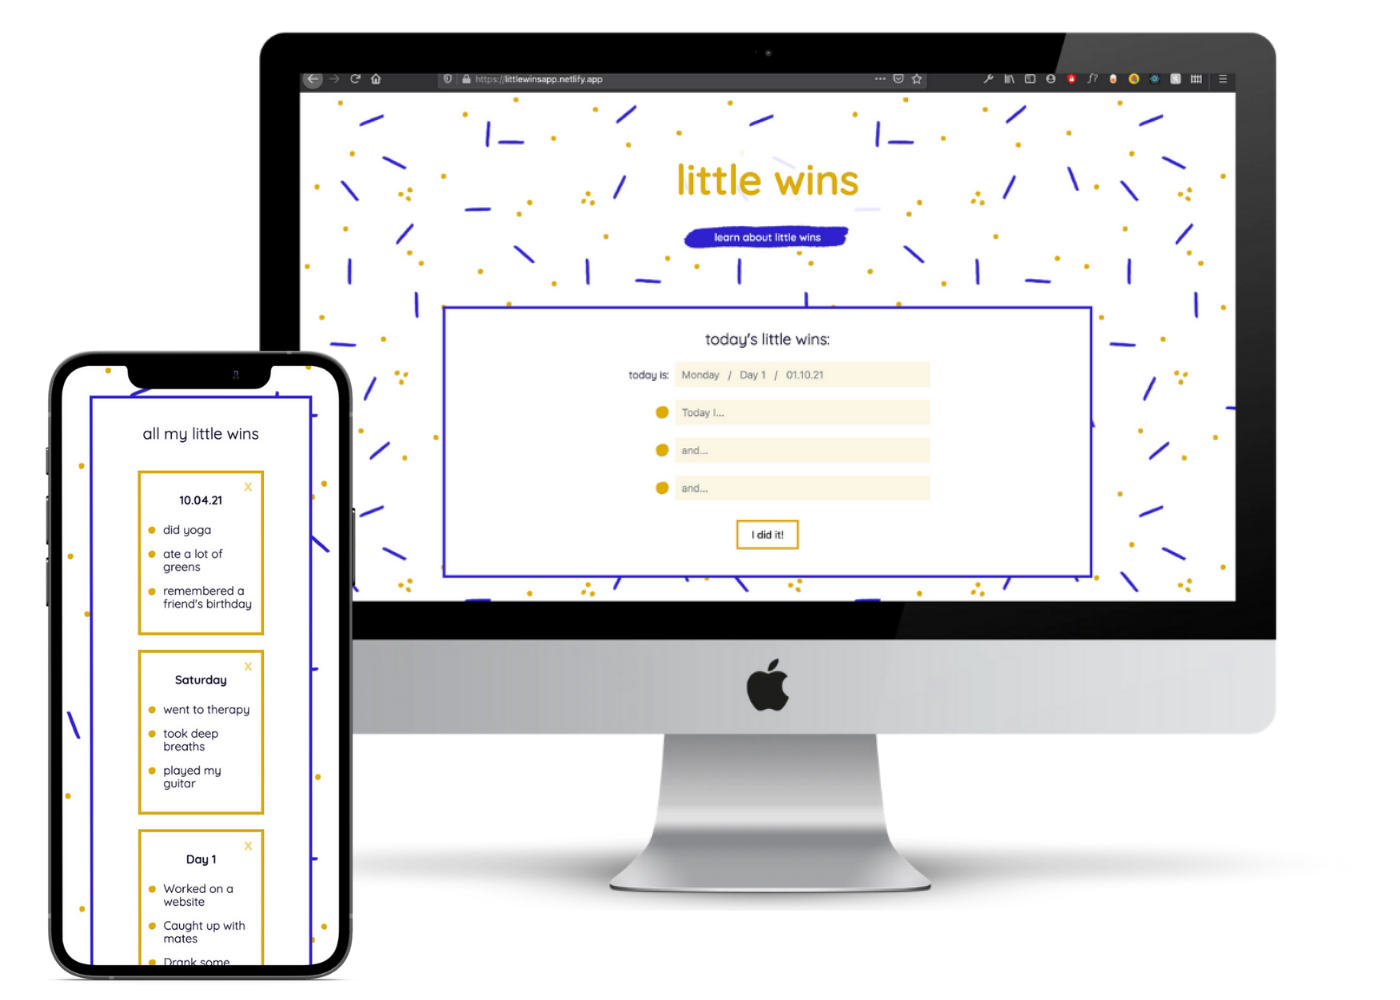 https://littlewinsapp.netlify.app
little wins
learn about little wins
today's little wins:
today is: Monday / Day 1 / 01.10.21
Today I...
and...
and...
I did it!
all my little wins
X
10.04.21
did yoga
ate a lot of
greens
remembered a
friend's birthday
X
Saturday
went to therapy
took deep
breaths
played my
guitar
X
Day 1
Worked on a
website
Caught up with
mates
Drank some